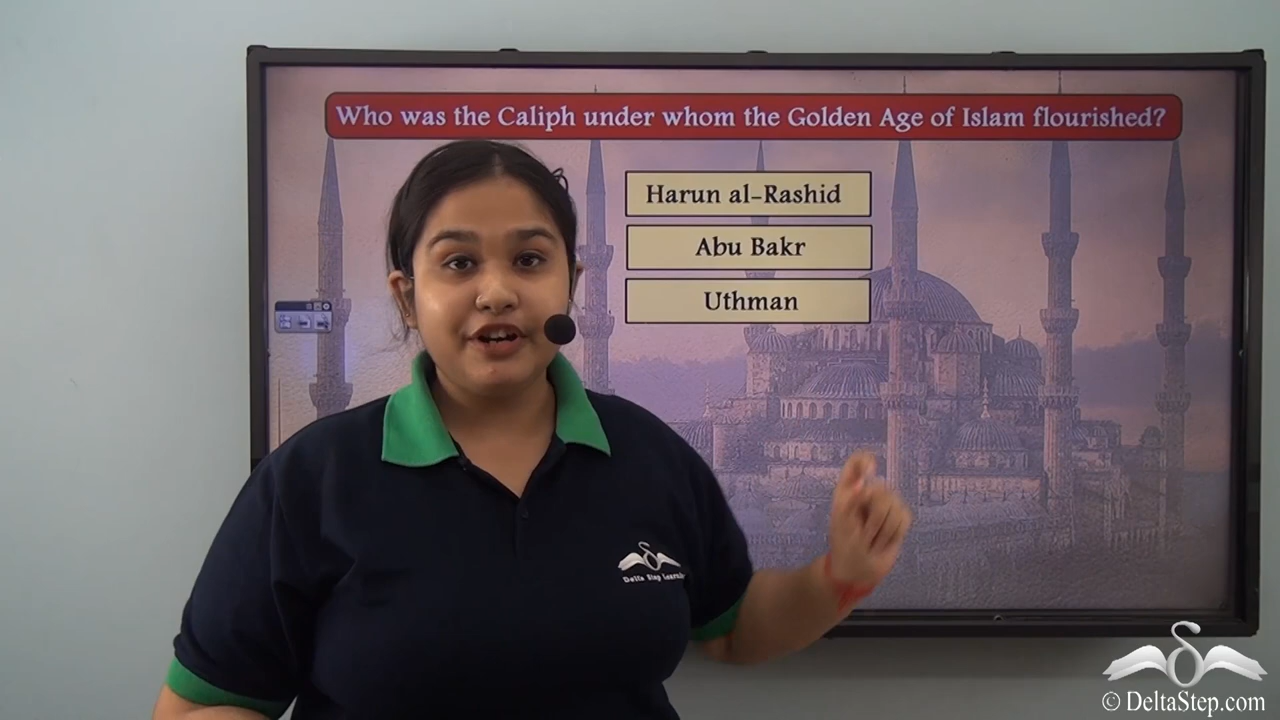 Who was the Caliph under whom the Golden Age of Islam flourished?
Harun al-Rashid
Abu Bakr
Uthman
Delta Step Learning
© DeltaStep.com